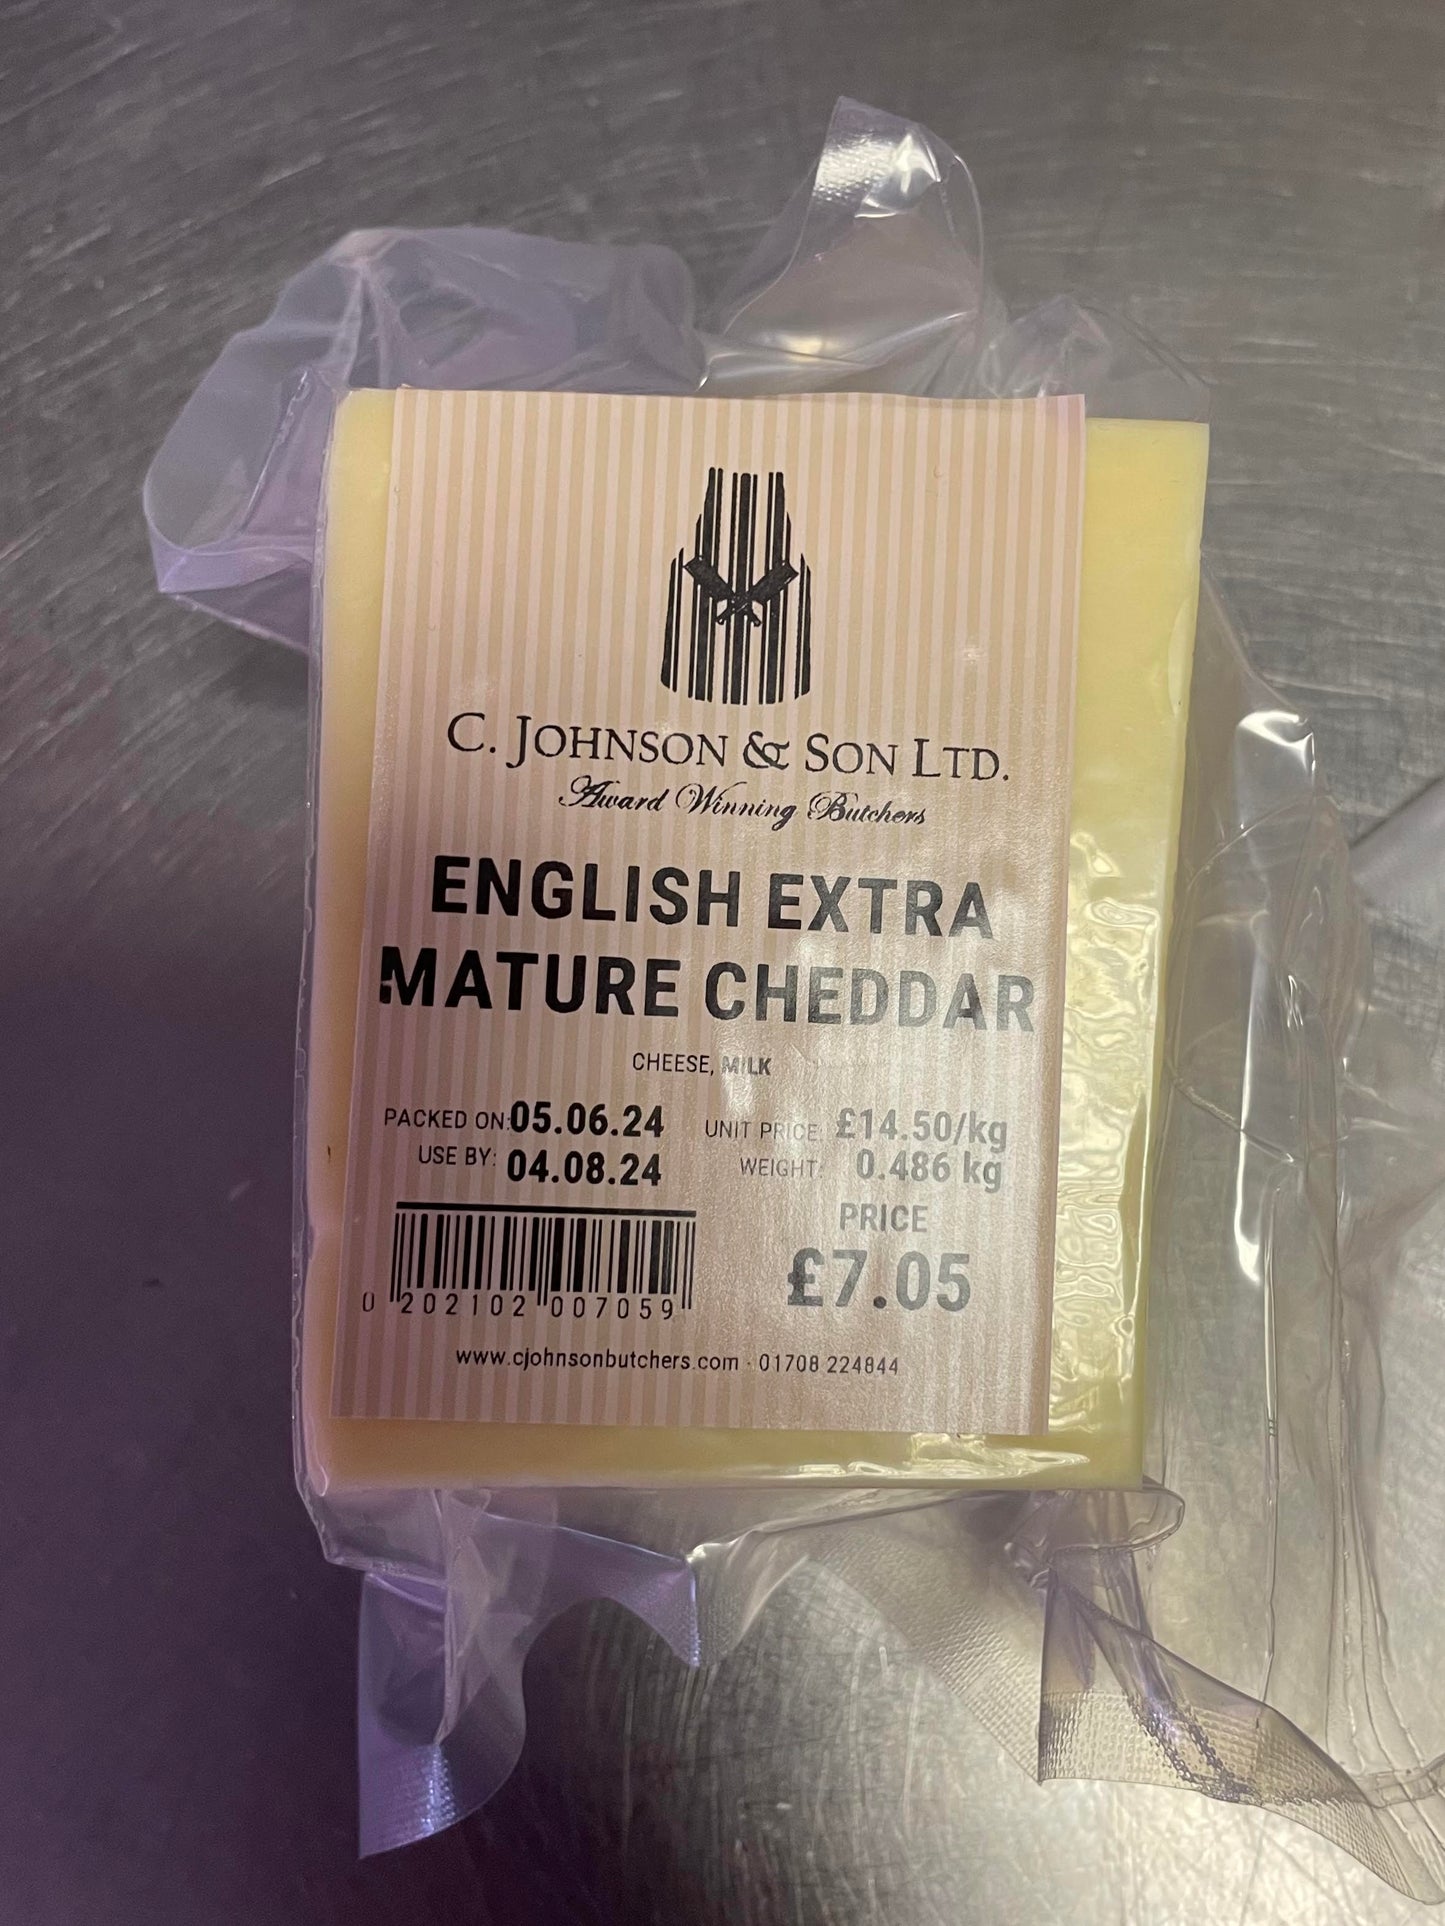 C. JOHNSON & SON LTD.
Award Winning Butchers
ENGLISH EXTRA
MATURE CHEDDAR
CHEESE, MILK
PACKED ON: 05.06.24
USE BY: 04.08.24
UNIT PRICE: £14.50/kg
WEIGHT: 0.486 kg
PRICE
£7.05
0 202102 007059
www.cjohnsonbutchers.com · 01708 224844